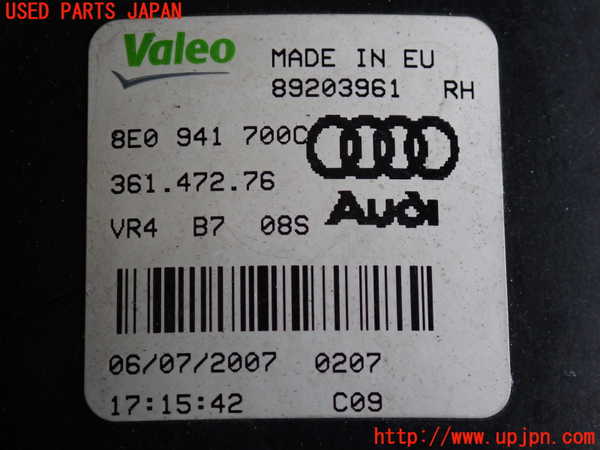 USED PARTS JAPAN
Valeo
MADE IN EU
89203961 RH
8E0 941 700C
361.472.76
Audi
VR4 B7 08S
06/07/2007 0207
17:15:42 C09
http://www.upjpn.com/